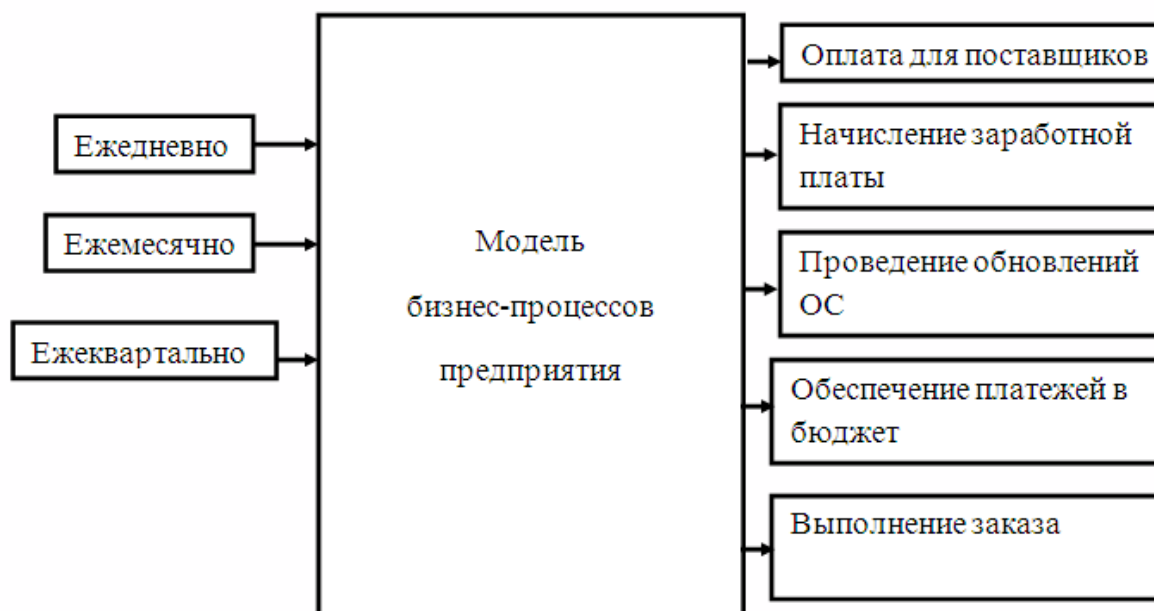 Ежедневно
Ежемесячно
Ежеквартально
Модель
бизнес-процессов
предприятия
Оплата для поставщиков
Начисление заработной
платы
Проведение обновлений
ОС
Обеспечение платежей в
бюджет
Выполнение заказа